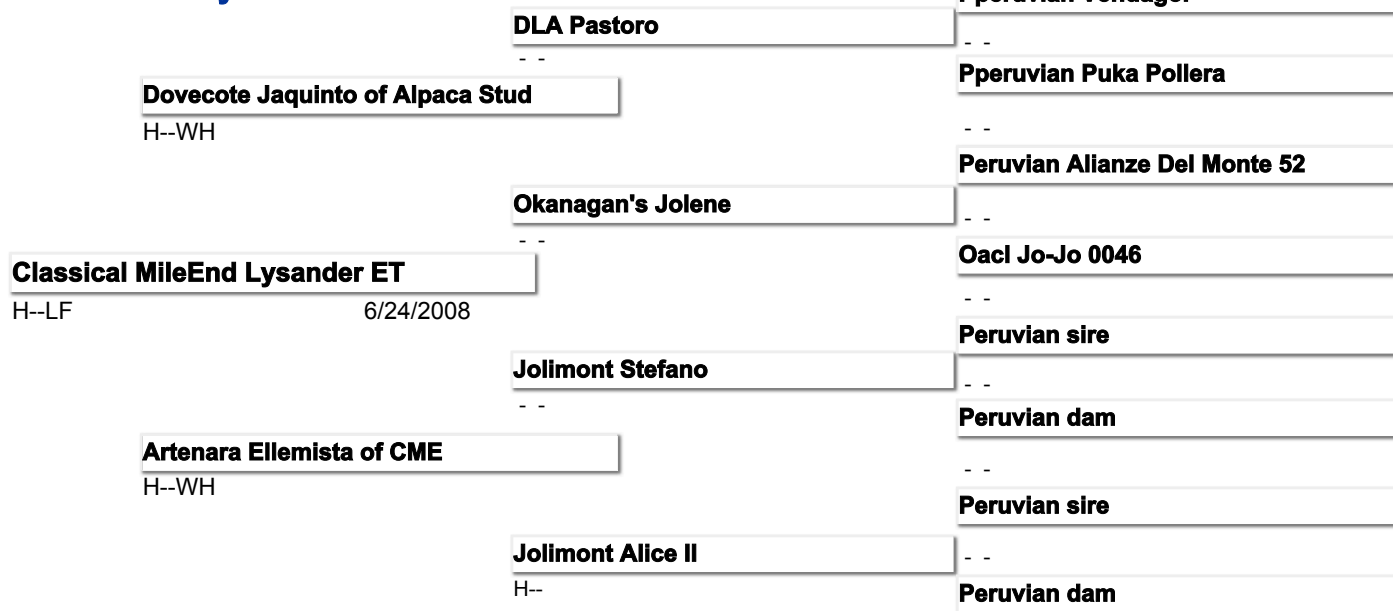 DLA Pastoro
- -
- -
Pperuvian Puka Pollera
Dovecote Jaquinto of Alpaca Stud
H--WH
- -
Peruvian Alianze Del Monte 52
Okanagan's Jolene
- -
- -
Oacl Jo-Jo 0046
Classical MileEnd Lysander ET
H--LF 6/24/2008
- -
Peruvian sire
Jolimont Stefano
- -
- -
Peruvian dam
Artenara Ellemista of CME
H--WH
- -
Peruvian sire
Jolimont Alice II
H--
- -
Peruvian dam